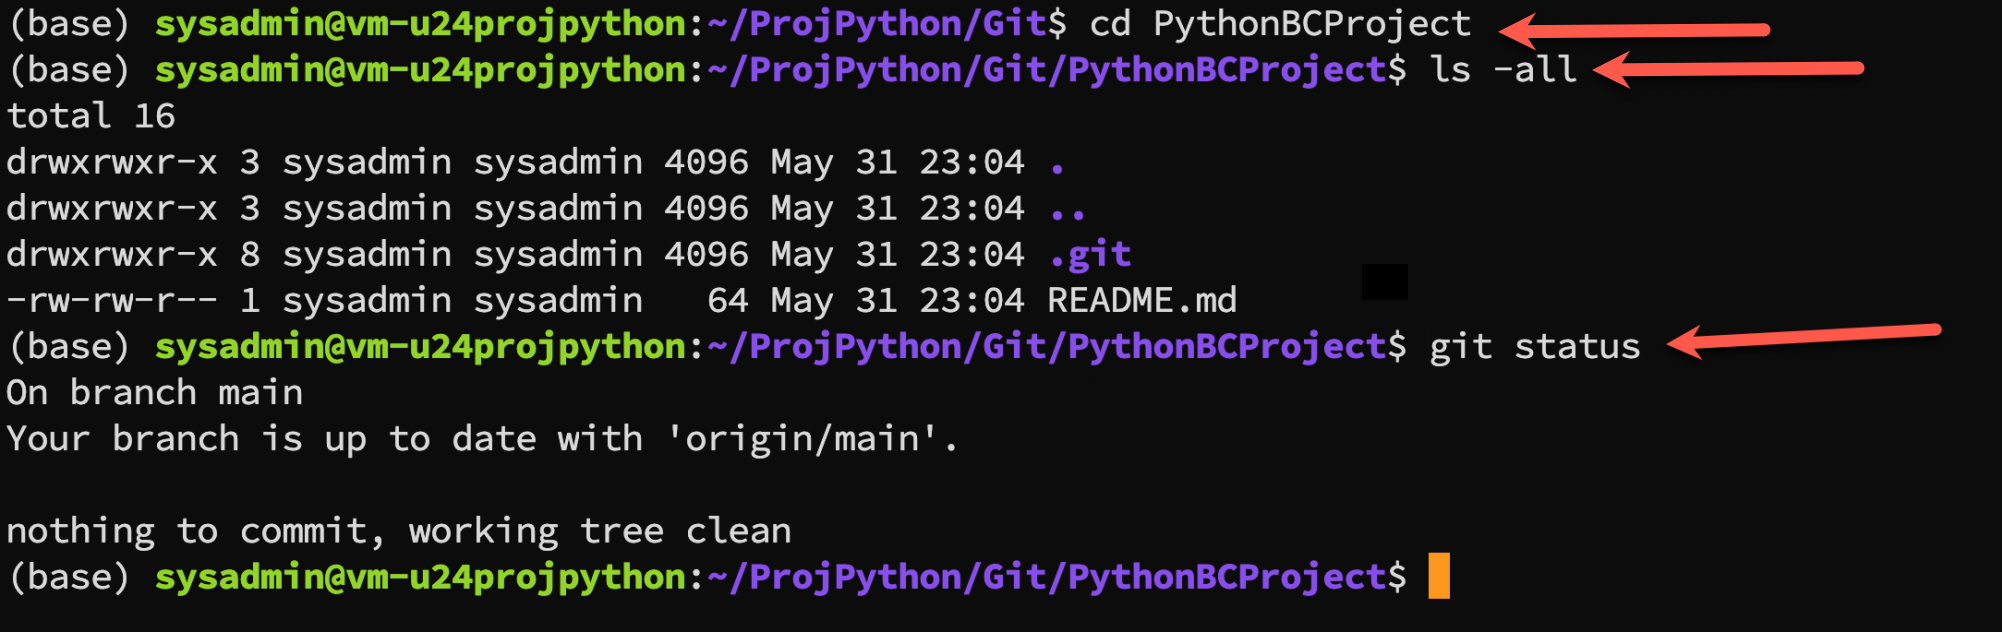 (base) sysadmin@vm-u24projpython:~/ProjPython/Git$ cd PythonBCProject
(base) sysadmin@vm-u24projpython:~/ProjPython/Git/PythonBCProject$ ls -all
total 16
drwxrwxr-x 3 sysadmin sysadmin 4096 May 31 23:04 .
drwxrwxr-x 3 sysadmin sysadmin 4096 May 31 23:04 ..
drwxrwxr-x 8 sysadmin sysadmin 4096 May 31 23:04 .git
-rw-rw-r-- 1 sysadmin sysadmin   64 May 31 23:04 README.md
(base) sysadmin@vm-u24projpython:~/ProjPython/Git/PythonBCProject$ git status
On branch main
Your branch is up to date with 'origin/main'.

nothing to commit, working tree clean
(base) sysadmin@vm-u24projpython:~/ProjPython/Git/PythonBCProject$